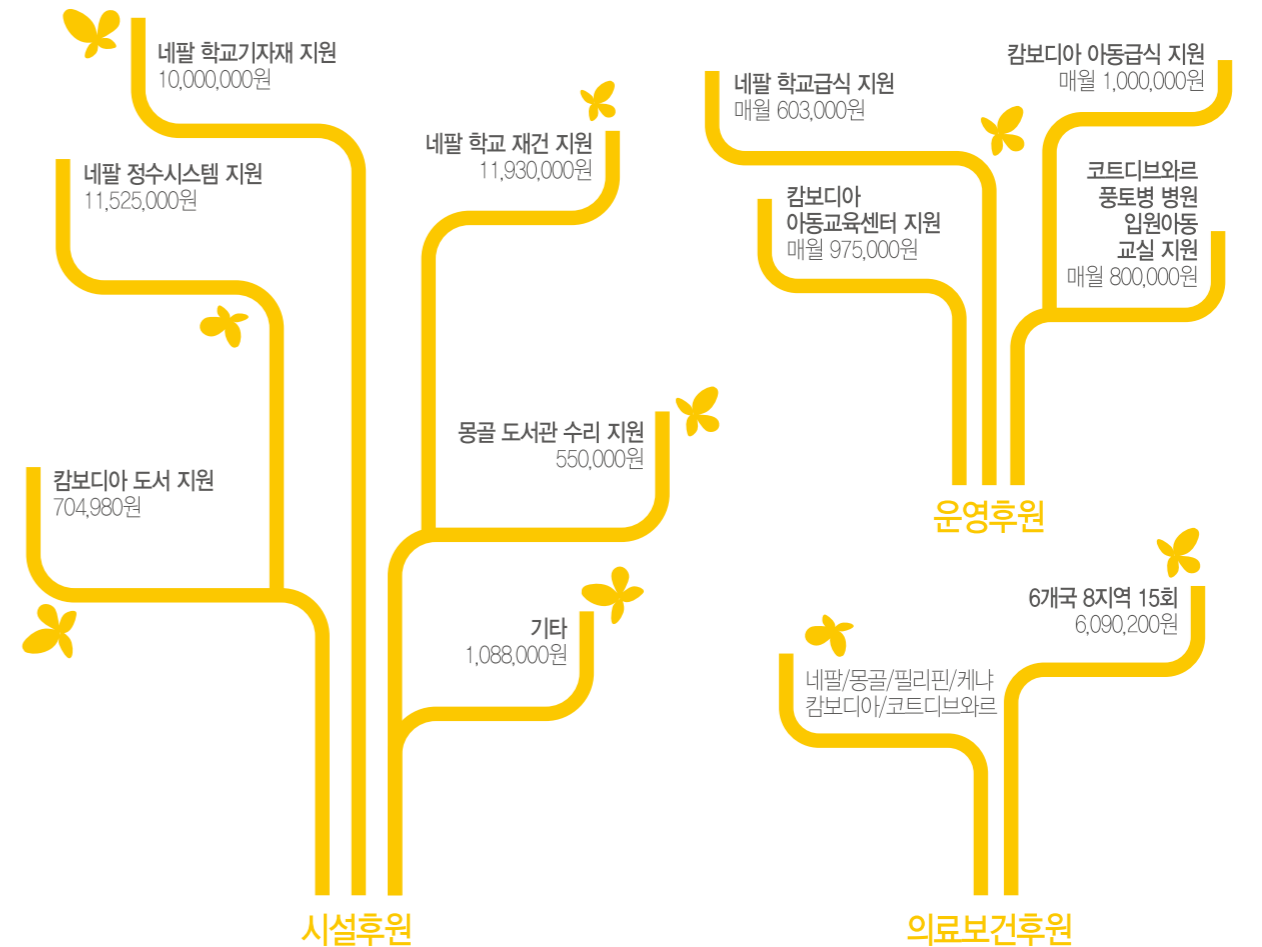 네팔 학교기자재 지원
10,000,000원
네팔 학교 재건 지원
11,930,000원
네팔 정수시스템 지원
11,525,000원
몽골 도서관 수리 지원
550,000원
캄보디아 도서 지원
704,980원
기타
1,088,000원
시설후원
캄보디아 아동급식 지원
매월 1,000,000원
네팔 학교급식 지원
매월 603,000원
코트디브와르
풍토병 병원
입원아동
교실 지원
매월 800,000원
캄보디아
아동교육센터 지원
매월 975,000원
운영후원
6개국 8지역 15회
6,090,200원
네팔/몽골/필리핀/케냐
캄보디아/코트디브와르
의료보건후원